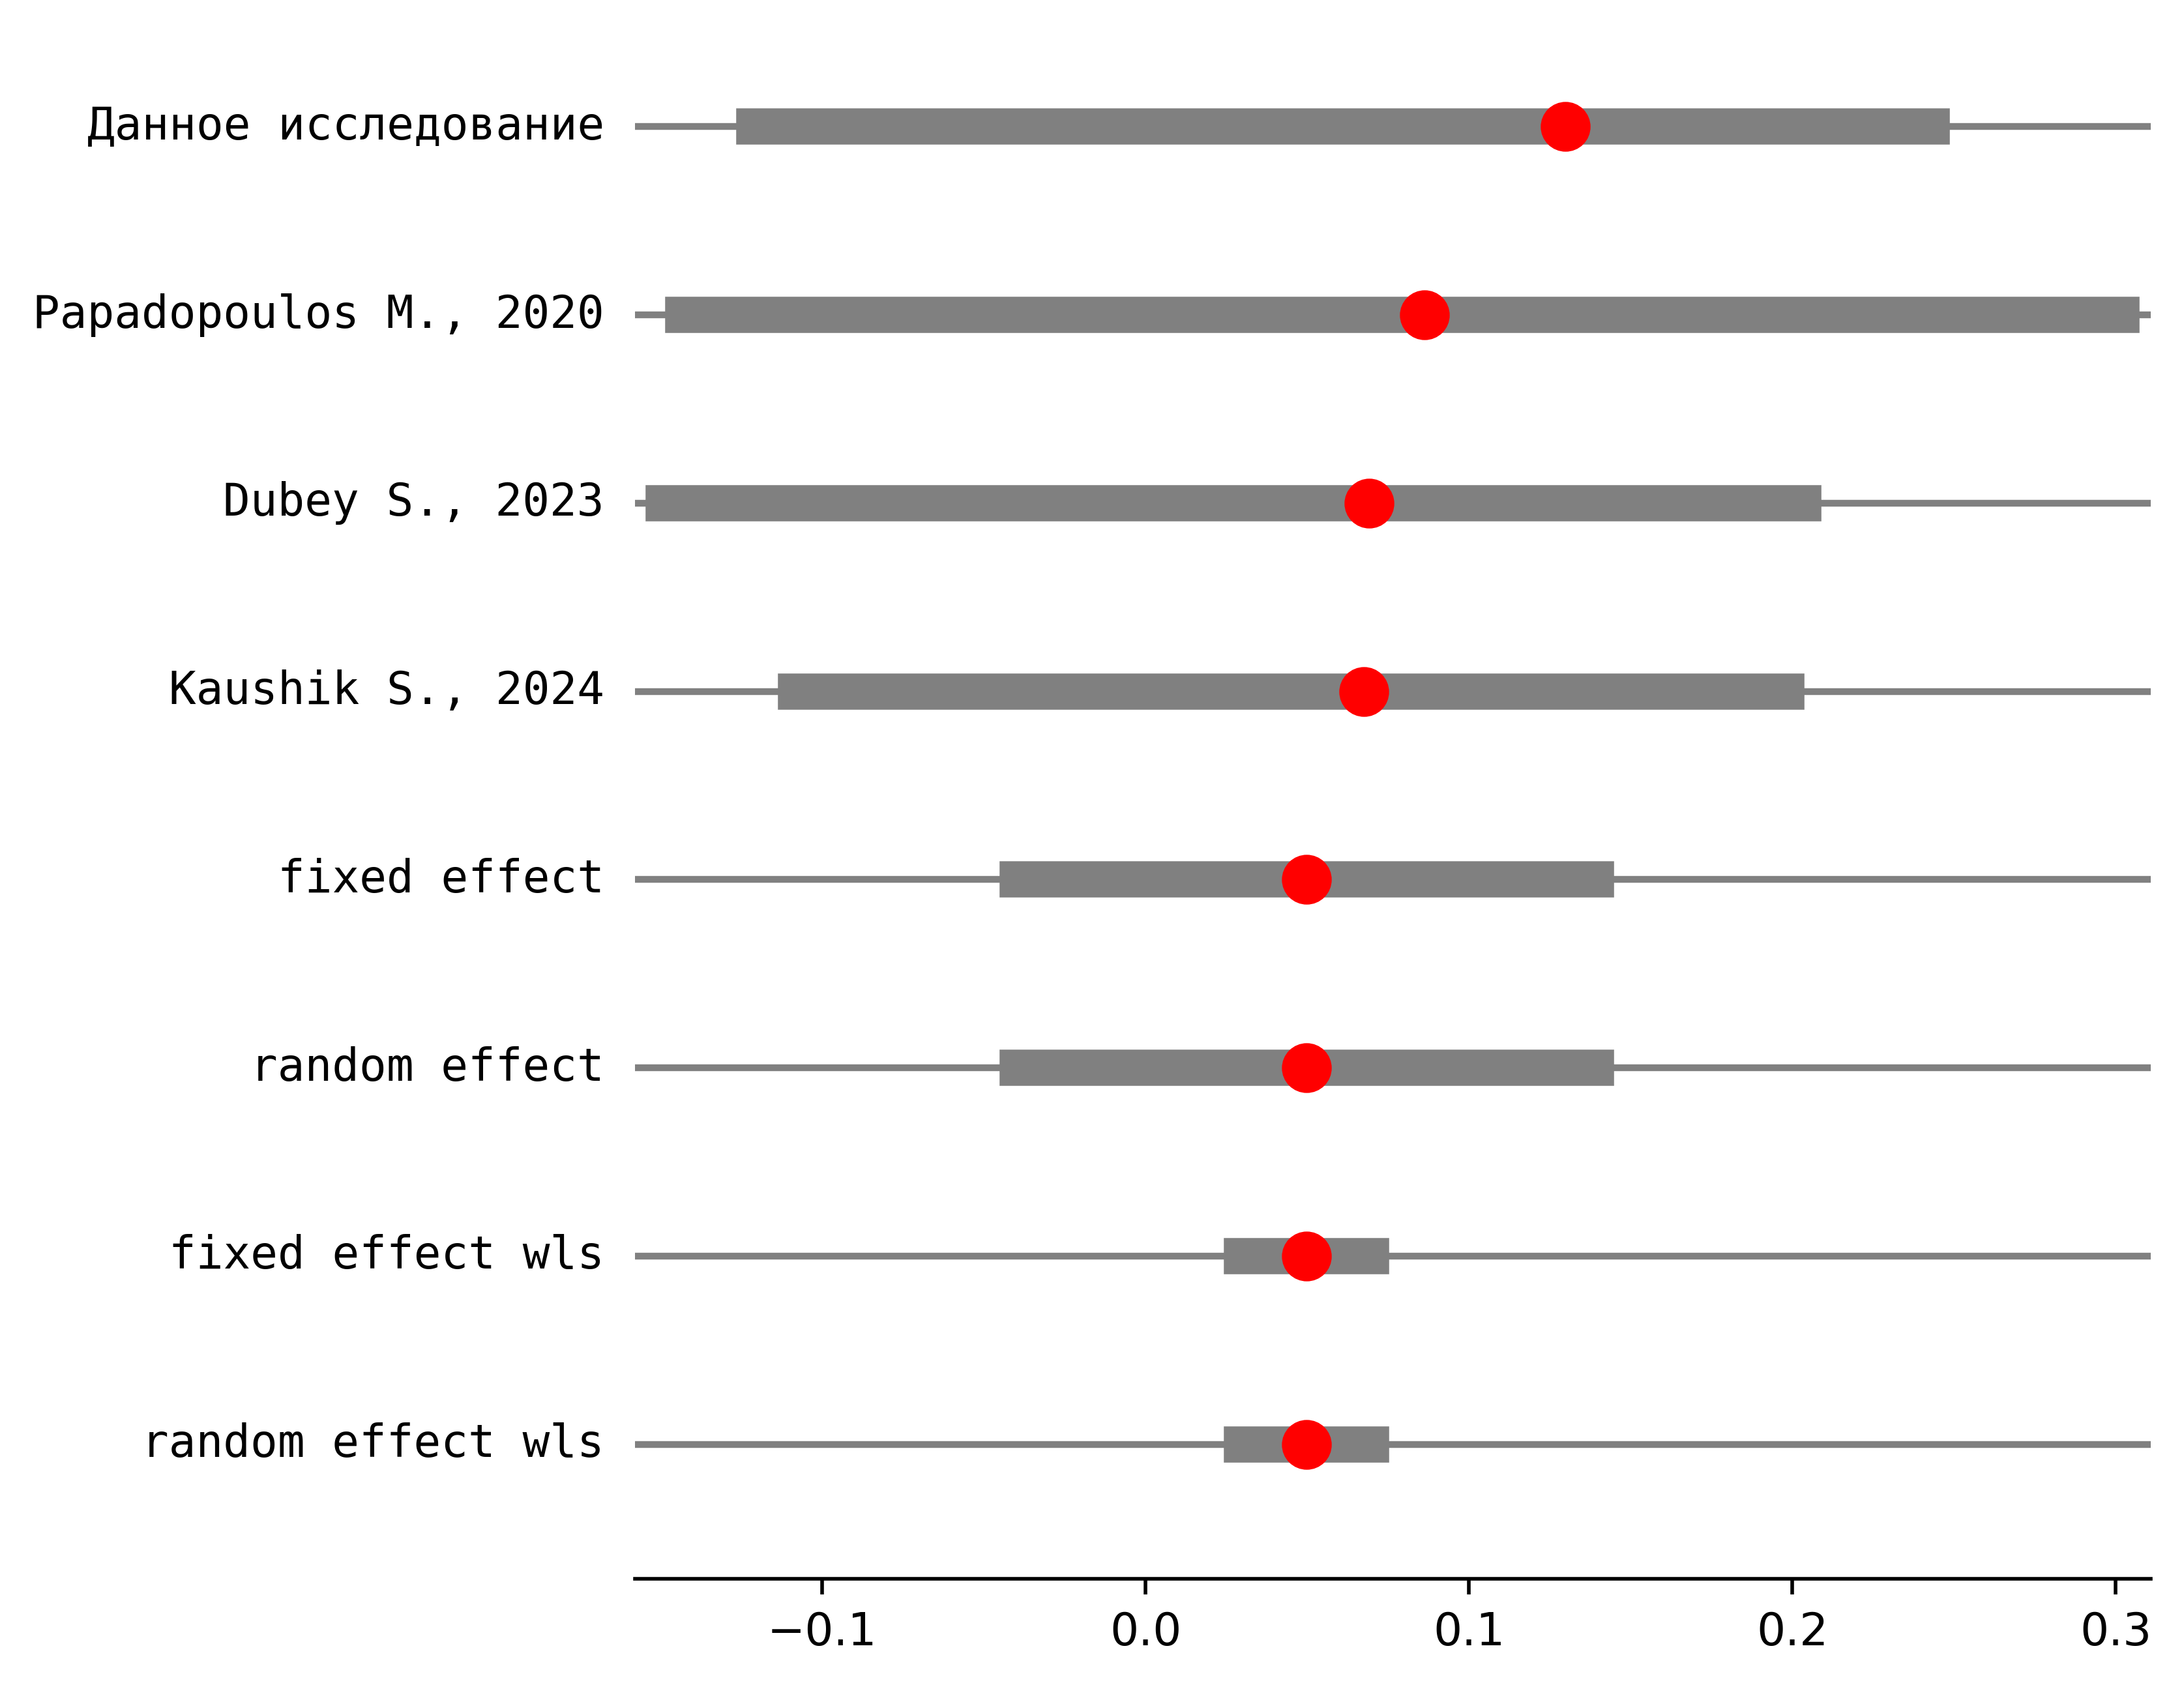 Данное исследование
Papadopoulos M., 2020
Dubey S., 2023
Kaushik S., 2024
fixed effect
random effect
fixed effect wls
random effect wls
−0.1 0.0 0.1 0.2 0.3